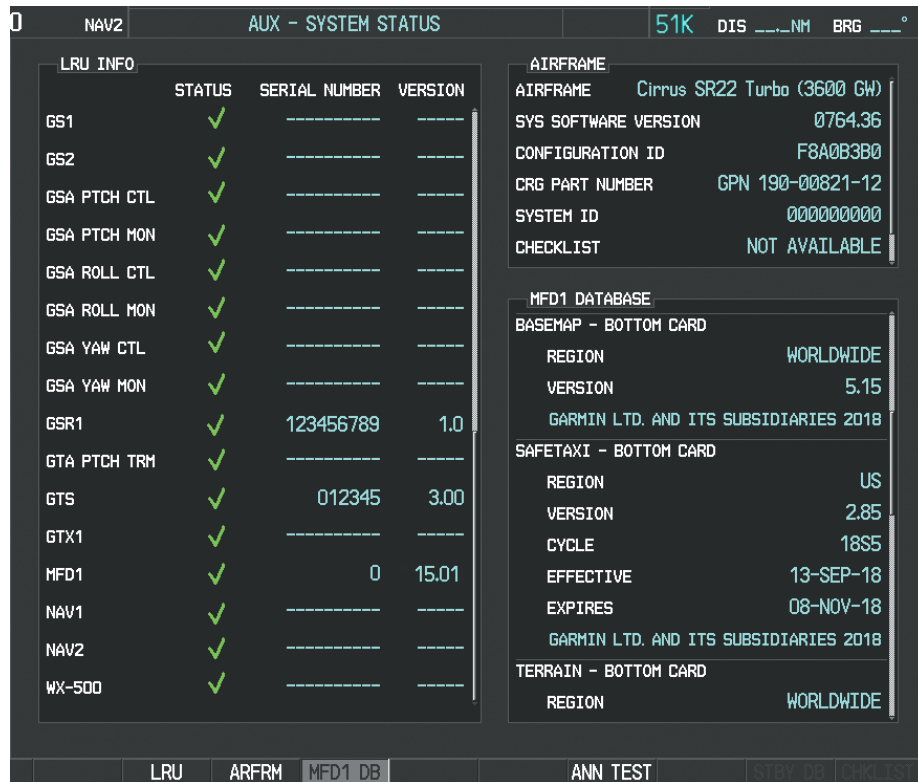 0 NAV2 AUX - SYSTEM STATUS 51K DIS __._NM BRG ___°
LRU INFO
STATUS SERIAL NUMBER VERSION
GS1 ✓ ---------- -----
GS2 ✓ ---------- -----
GSA PTCH CTL ✓ ---------- -----
GSA PTCH MON ✓ ---------- -----
GSA ROLL CTL ✓ ---------- -----
GSA ROLL MON ✓ ---------- -----
GSA YAW CTL ✓ ---------- -----
GSA YAW MON ✓ ---------- -----
GSR1 ✓ 123456789 1.0
GTA PTCH TRM ✓ ---------- -----
GTS ✓ 012345 3.00
GTX1 ✓ ---------- -----
MFD1 ✓ 0 15.01
NAV1 ✓ ---------- -----
NAV2 ✓ ---------- -----
WX-500 ✓ ---------- -----
AIRFRAME
AIRFRAME Cirrus SR22 Turbo (3600 GW)
SYS SOFTWARE VERSION 0764.36
CONFIGURATION ID F8A0B3B0
CRG PART NUMBER GPN 190-00821-12
SYSTEM ID 000000000
CHECKLIST NOT AVAILABLE
MFD1 DATABASE
BASEMAP - BOTTOM CARD
REGION WORLDWIDE
VERSION 5.15
GARMIN LTD. AND ITS SUBSIDIARIES 2018
SAFETAXI - BOTTOM CARD
REGION US
VERSION 2.85
CYCLE 18S5
EFFECTIVE 13-SEP-18
EXPIRES 08-NOV-18
GARMIN LTD. AND ITS SUBSIDIARIES 2018
TERRAIN - BOTTOM CARD
REGION WORLDWIDE
LRU ARFRM MFD1 DB ANN TEST STBY DB CHKLIST